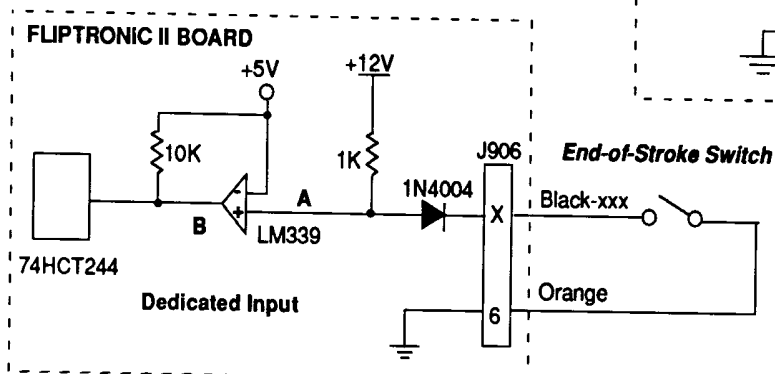 FLIPTRONIC II BOARD
+5V
+12V
10K
1K
J906
End-of-Stroke Switch
1N4004
A
X
Black-xxx
-
+
B
LM339
74HCT244
Dedicated Input
Orange
6